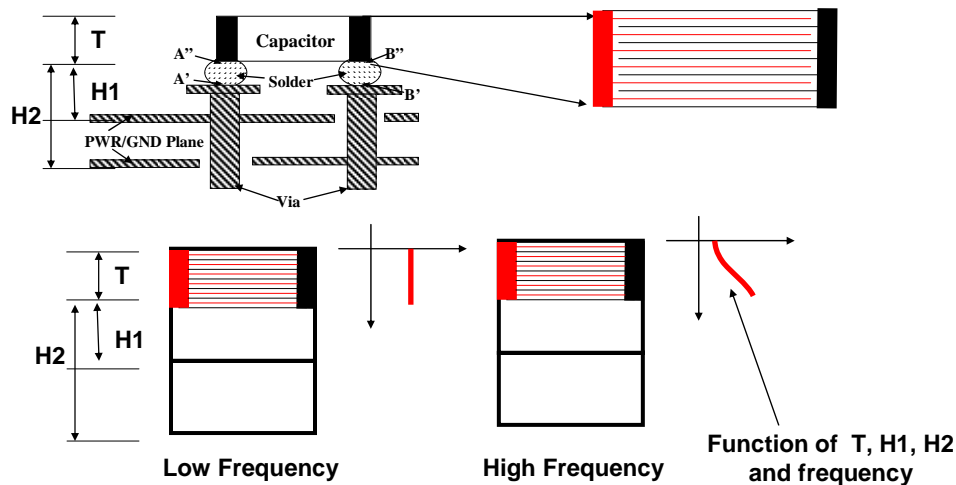 T
Capacitor
A’’
B’’
H1
A’
Solder
B’
H2
PWR/GND Plane
Via
T
H1
H2
Low Frequency
High Frequency
Function of T, H1, H2
and frequency